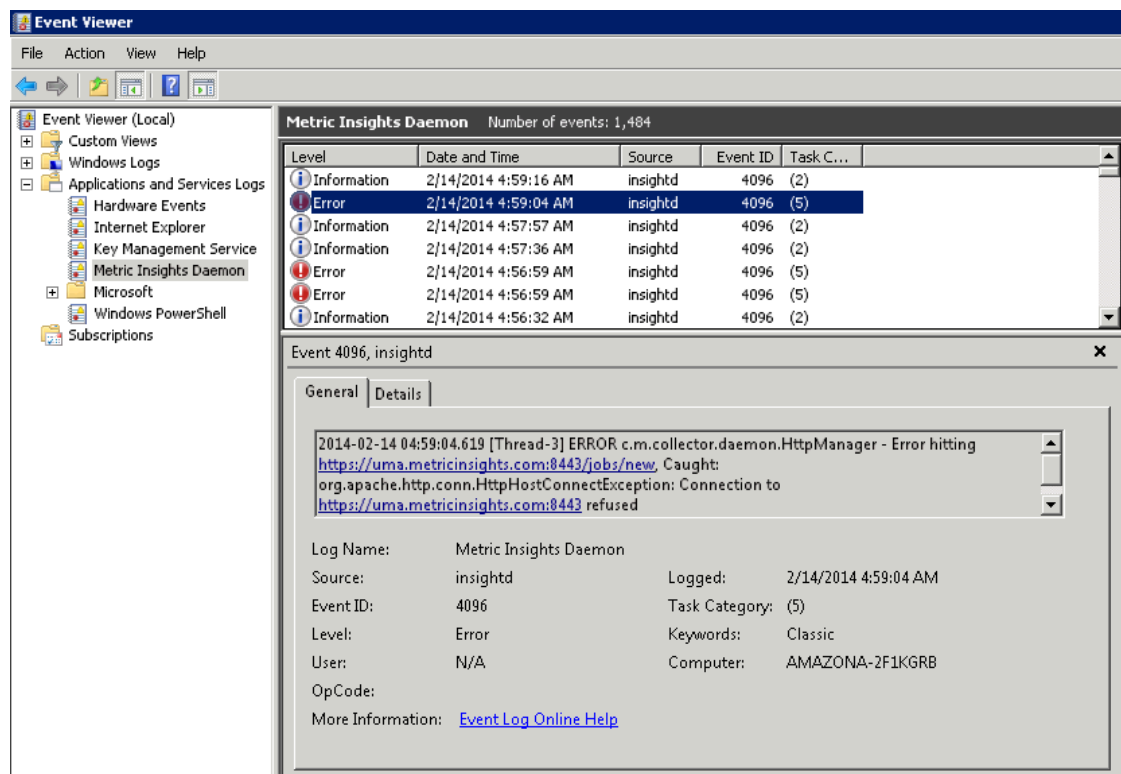 Event Viewer
File Action View Help
Event Viewer (Local)
Custom Views
Windows Logs
Applications and Services Logs
Hardware Events
Internet Explorer
Key Management Service
Metric Insights Daemon
Microsoft
Windows PowerShell
Subscriptions
Metric Insights Daemon Number of events: 1,484
Level Date and Time Source Event ID Task C...
Information 2/14/2014 4:59:16 AM insightd 4096 (2)
Error 2/14/2014 4:59:04 AM insightd 4096 (5)
Information 2/14/2014 4:57:57 AM insightd 4096 (2)
Information 2/14/2014 4:57:36 AM insightd 4096 (2)
Error 2/14/2014 4:56:59 AM insightd 4096 (5)
Error 2/14/2014 4:56:59 AM insightd 4096 (5)
Information 2/14/2014 4:56:32 AM insightd 4096 (2)
Event 4096, insightd
General Details
2014-02-14 04:59:04.619 [Thread-3] ERROR c.m.collector.daemon.HttpManager - Error hitting
https://uma.metricinsights.com:8443/jobs/new, Caught:
org.apache.http.conn.HttpHostConnectException: Connection to
https://uma.metricinsights.com:8443 refused
Log Name: Metric Insights Daemon
Source: insightd Logged: 2/14/2014 4:59:04 AM
Event ID: 4096 Task Category: (5)
Level: Error Keywords: Classic
User: N/A Computer: AMAZONA-2F1KGRB
OpCode:
More Information: Event Log Online Help